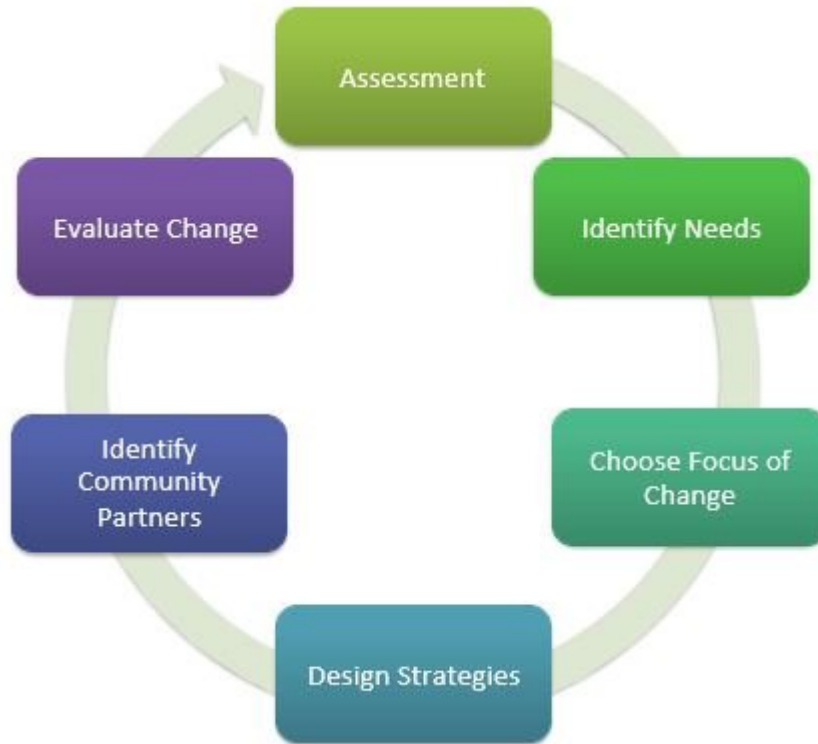 Assessment
Identify Needs
Choose Focus of
Change
Design Strategies
Identify
Community
Partners
Evaluate Change